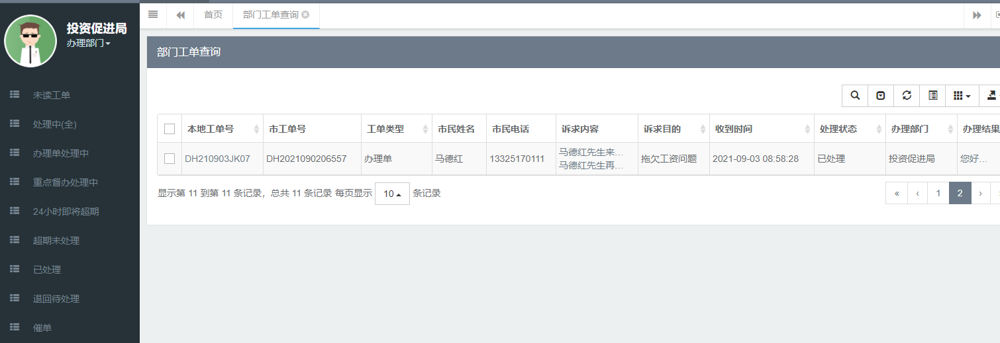 投资促进局
办理部门
未读工单
处理中(全)
办理单处理中
重点督办处理中
24小时即将超期
超期未处理
已处理
退回待处理
催单
首页 部门工单查询
部门工单查询
本地工单号 市工单号 工单类型 市民姓名 市民电话 诉求内容 诉求目的 收到时间 处理状态 办理部门 办理结果
DH210903JK07 DH2021090206557 办理单 马德红 13325170111 马德红先生来... 拖欠工资问题 2021-09-03 08:58:28 已处理 投资促进局 您好...
马德红先生再...
显示第 11 到第 11 条记录，总共 11 条记录 每页显示 10 条记录
« ‹ 1 2 ›